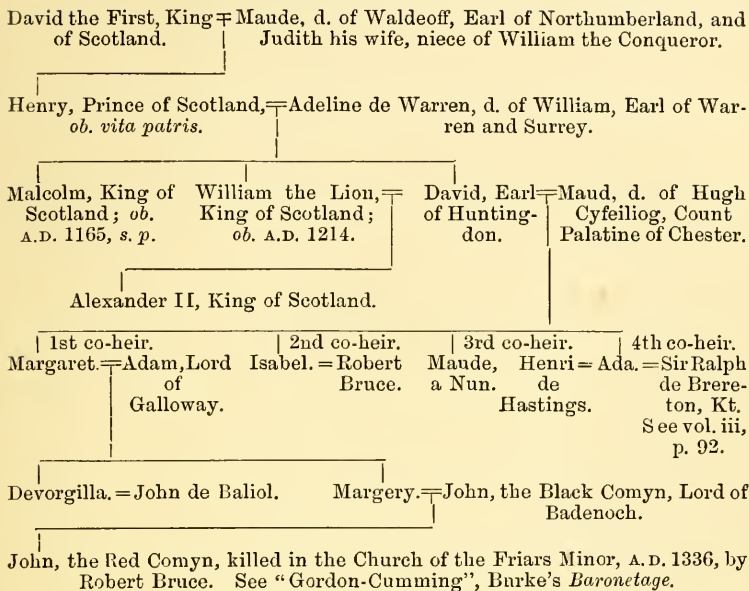 David the First, King = Maude, d. of Waldeoff, Earl of Northumberland, and
of Scotland. Judith his wife, niece of William the Conqueror.
Henry, Prince of Scotland, = Adeline de Warren, d. of William, Earl of War-
ob. vita patris. ren and Surrey.
Malcolm, King of William the Lion, = David, Earl = Maud, d. of Hugh
Scotland; ob. King of Scotland; of Hunting- Cyfeiliog, Count
A.D. 1165, s. p. ob. A.D. 1214. don. Palatine of Chester.
Alexander II, King of Scotland.
1st co-heir. 2nd co-heir. 3rd co-heir. 4th co-heir.
Margaret. = Adam, Lord Isabel. = Robert Maude, Henri = Ada. = Sir Ralph
of Bruce. a Nun. de de Brere-
Galloway. Hastings. ton, Kt.
See vol. iii,
p. 92.
Devorgilla. = John de Baliol. Margery. = John, the Black Comyn, Lord of
Badenoch.
John, the Red Comyn, killed in the Church of the Friars Minor, A.D. 1336, by
Robert Bruce. See "Gordon-Cumming", Burke's Baronetage.